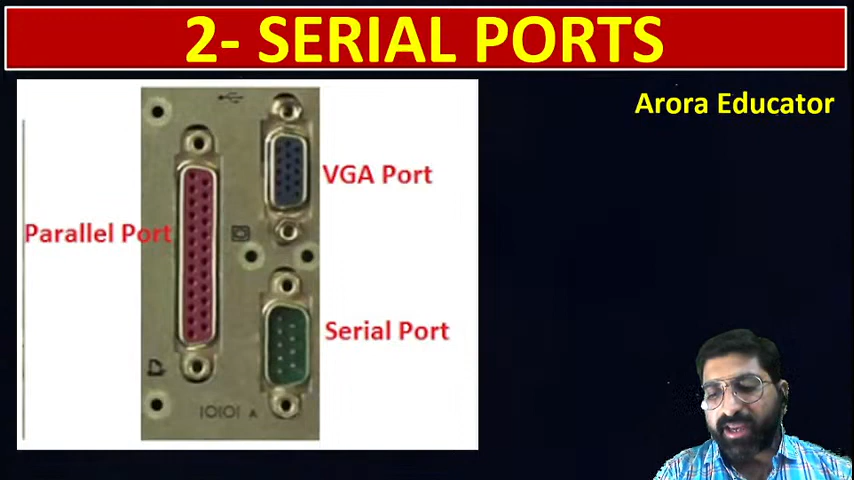 2- SERIAL PORTS
Arora Educator
VGA Port
Parallel Port
Serial Port
IOIOI A